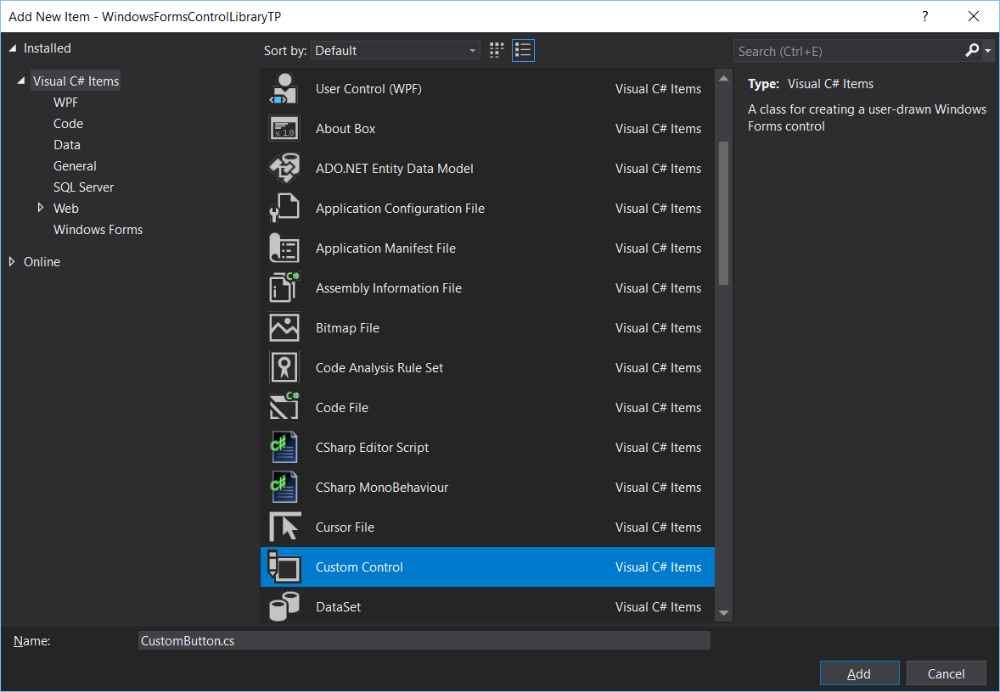 Add New Item - WindowsFormsControlLibraryTP
?
Installed
Visual C# Items
WPF
Code
Data
General
SQL Server
Web
Windows Forms
Online
Sort by: Default
User Control (WPF) Visual C# Items
v. 1.0 About Box Visual C# Items
ADO.NET Entity Data Model Visual C# Items
Application Configuration File Visual C# Items
Application Manifest File Visual C# Items
C# Assembly Information File Visual C# Items
Bitmap File Visual C# Items
Code Analysis Rule Set Visual C# Items
C# Code File Visual C# Items
C# CSharp Editor Script Visual C# Items
C# CSharp MonoBehaviour Visual C# Items
Cursor File Visual C# Items
Custom Control Visual C# Items
DataSet Visual C# Items
Search (Ctrl+E)
Type: Visual C# Items
A class for creating a user-drawn Windows
Forms control
Name: CustomButton.cs
Add Cancel